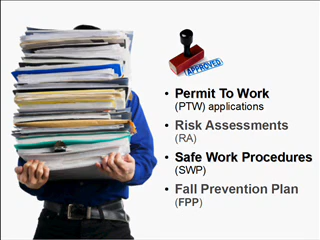 APPROVED
• Permit To Work
(PTW) applications
• Risk Assessments
(RA)
• Safe Work Procedures
(SWP)
• Fall Prevention Plan
(FPP)